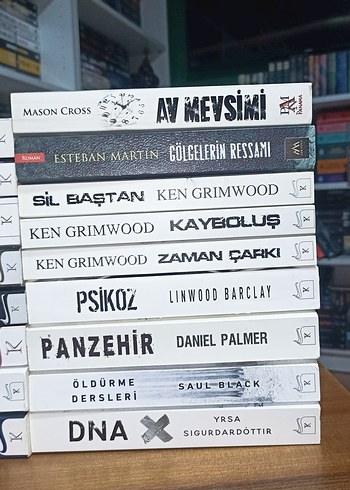 MASON CROSS AV MEVSİMİ
ROMAN ESTEBAN MARTÍN GÖLGELERİN RESSAMI
SİL BAŞTAN KEN GRIMWOOD
KEN GRIMWOOD KAYBOLUŞ
KEN GRIMWOOD ZAMAN ÇARKI
PSİKOZ LINWOOD BARCLAY
PANZEHİR DANIEL PALMER
ÖLDÜRME DERSLERİ SAUL BLACK
DNA YRSA SIGURDARDÓTTIR